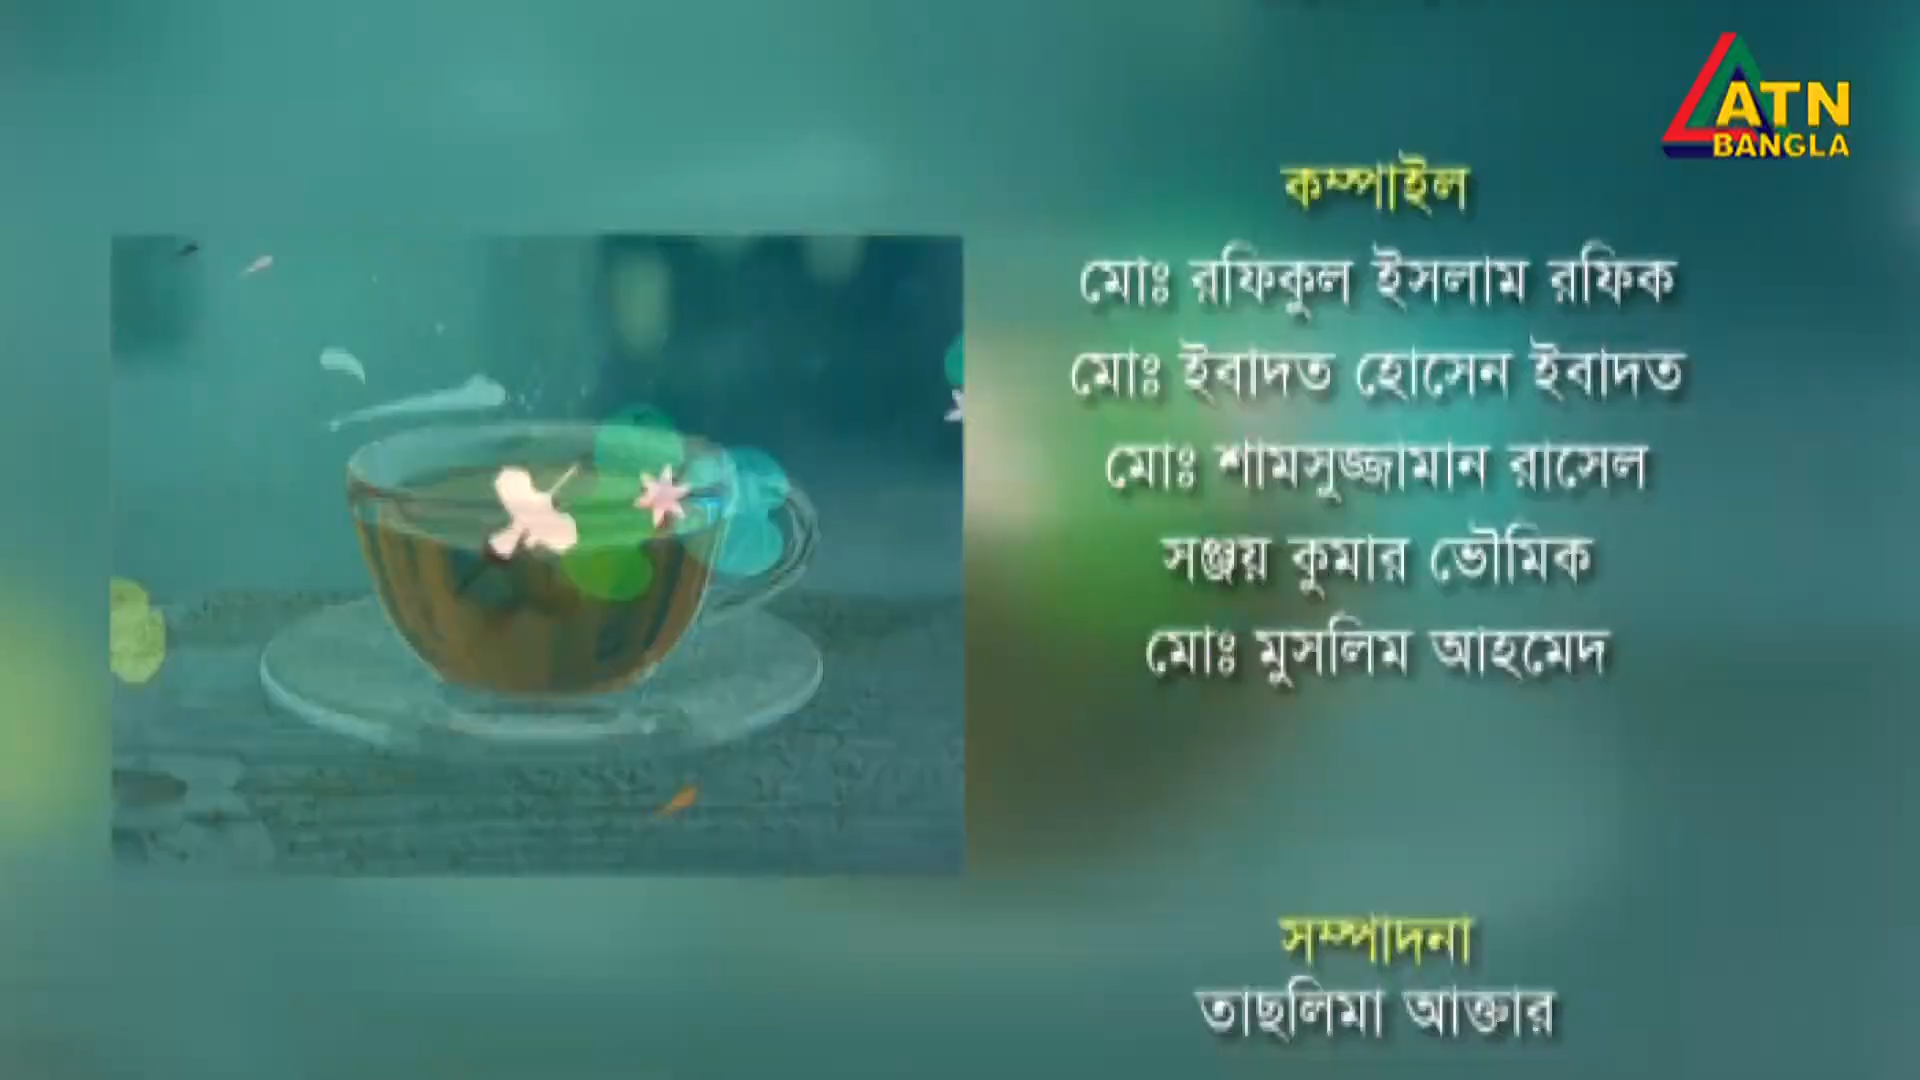 ATN
BANGLA
কম্পাইল
মোঃ রফিকুল ইসলাম রফিক
মোঃ ইবাদত হোসেন ইবাদত
মোঃ শামসুজ্জামান রাসেল
সঞ্জয় কুমার ভৌমিক
মোঃ মুসলিম আহমেদ
সম্পাদনা
তাছলিমা আক্তার